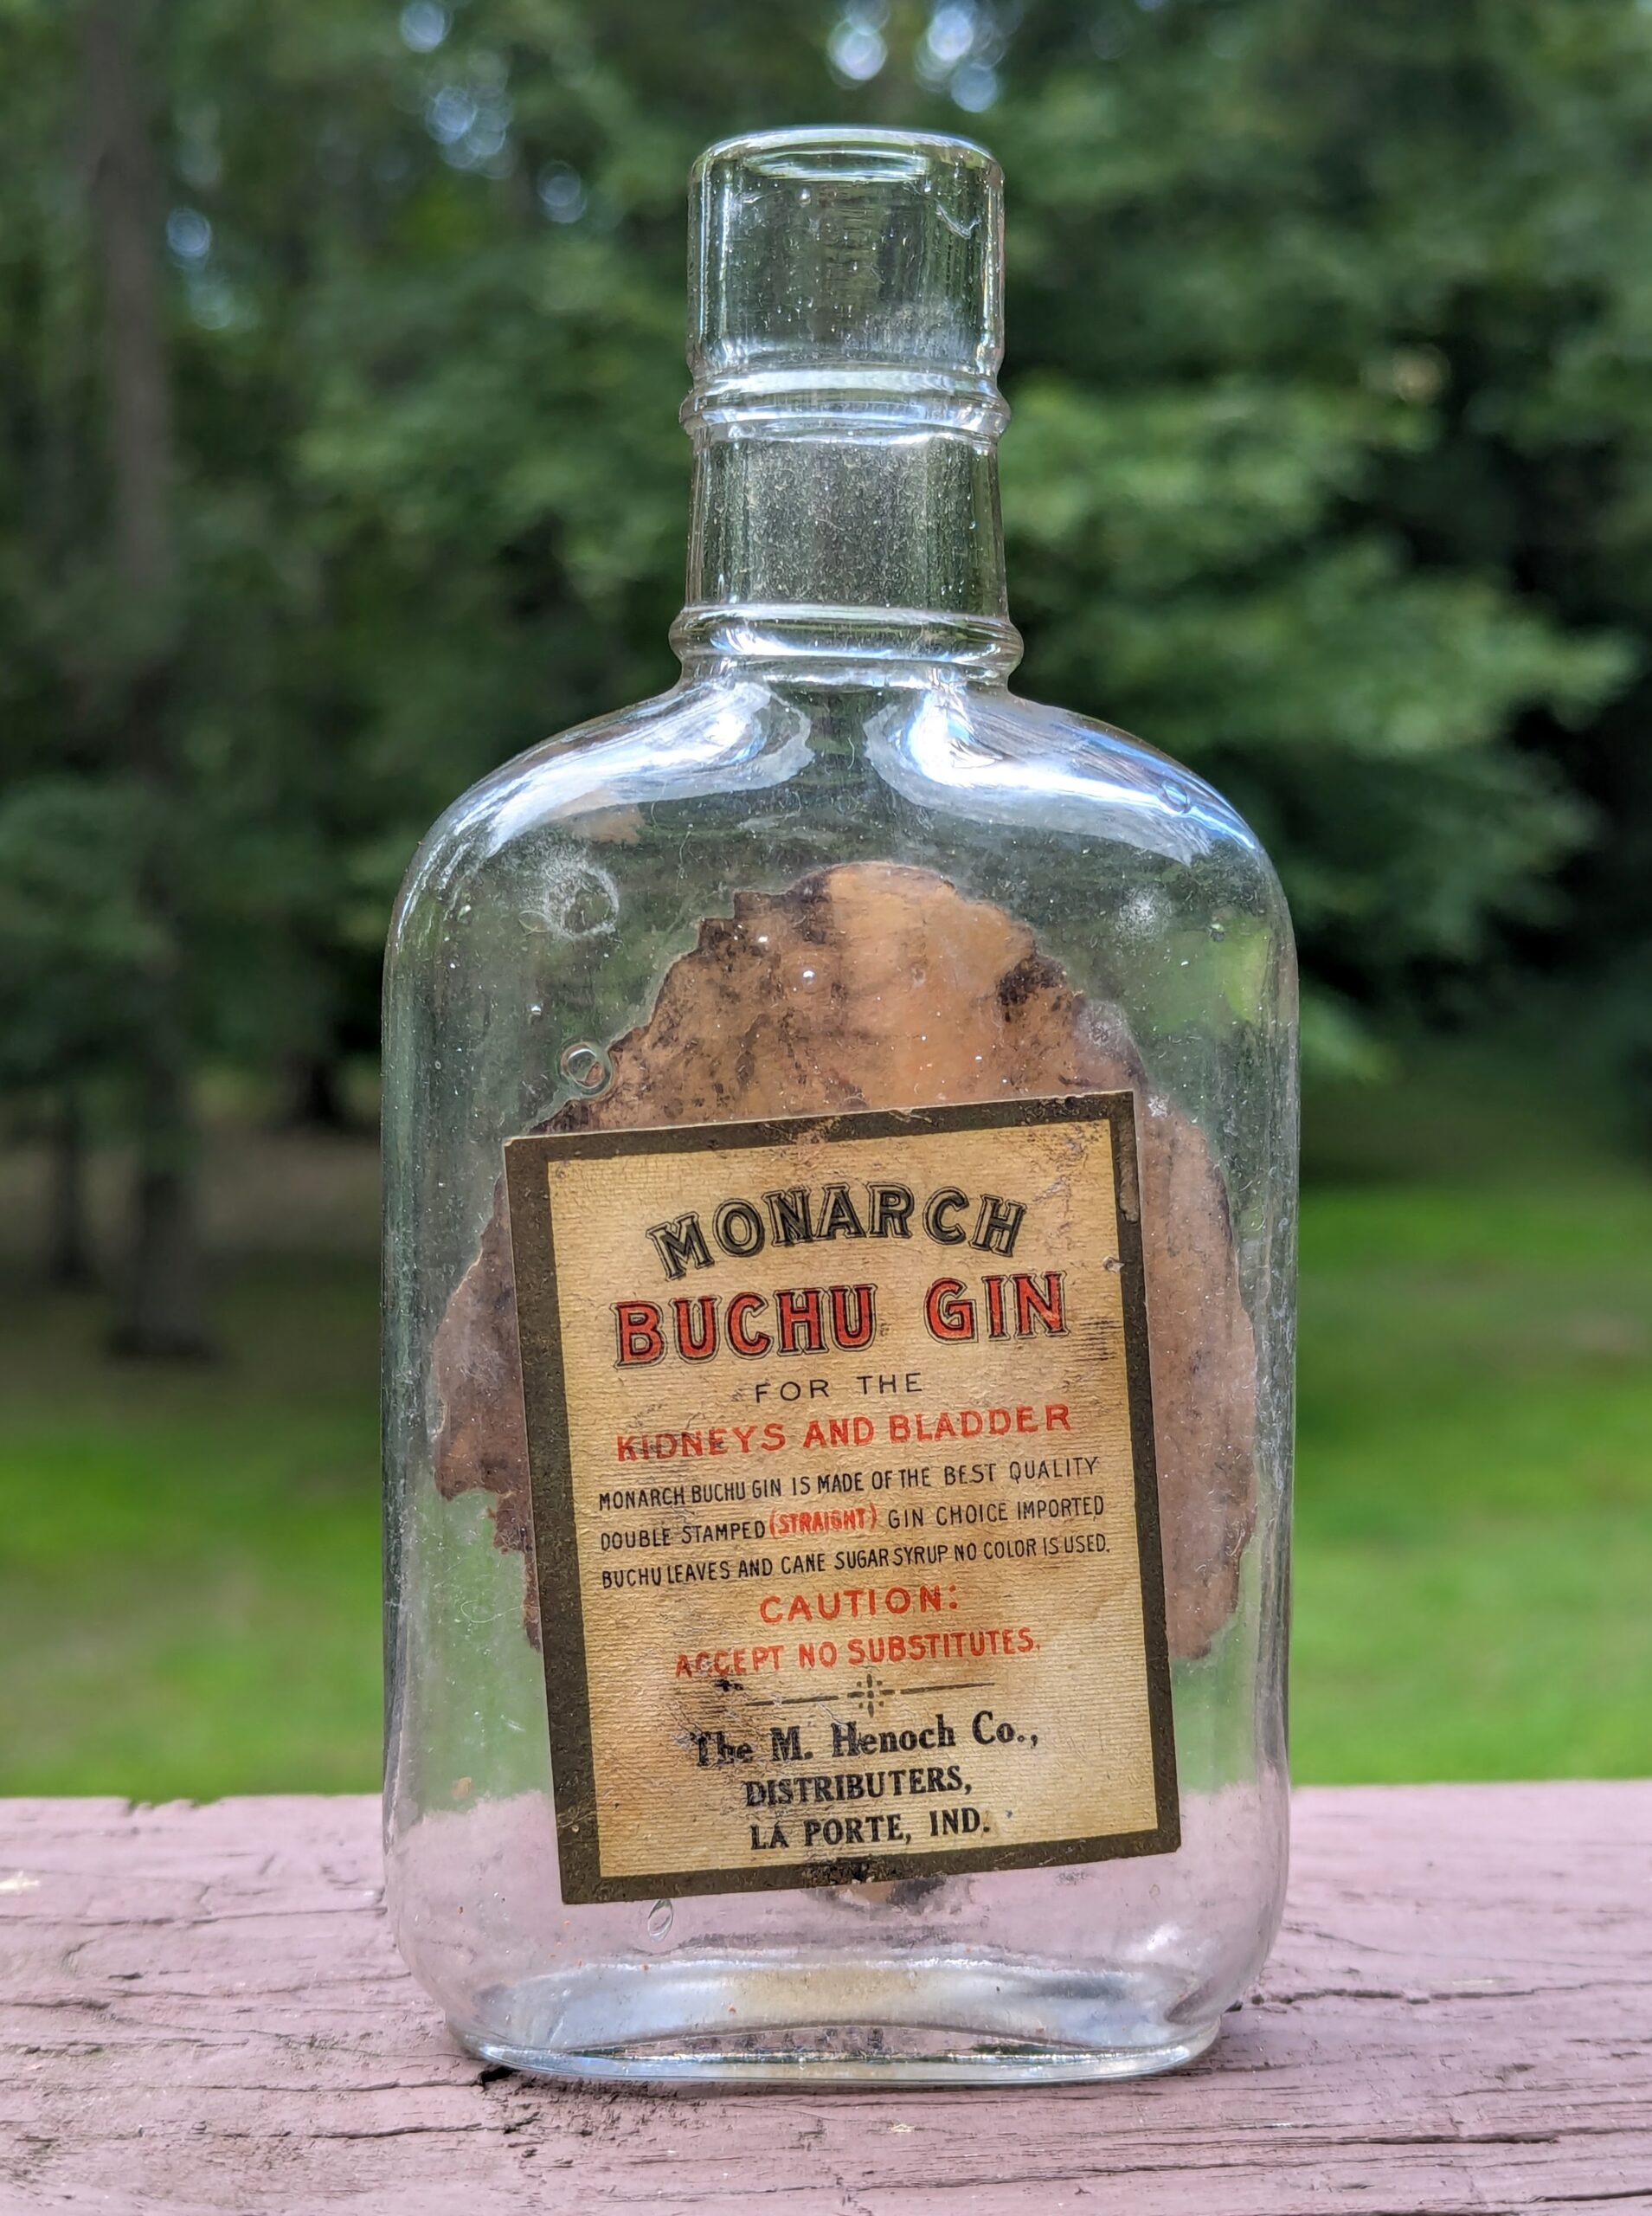 MONARCH
BUCHU GIN
FOR THE
KIDNEYS AND BLADDER
MONARCH BUCHU GIN IS MADE OF THE BEST QUALITY
DOUBLE STAMPED (STRAIGHT) GIN CHOICE IMPORTED
BUCHU LEAVES AND CANE SUGAR SYRUP NO COLOR IS USED.
CAUTION:
ACCEPT NO SUBSTITUTES.
The M. Henoch Co.,
DISTRIBUTERS,
LA PORTE, IND.